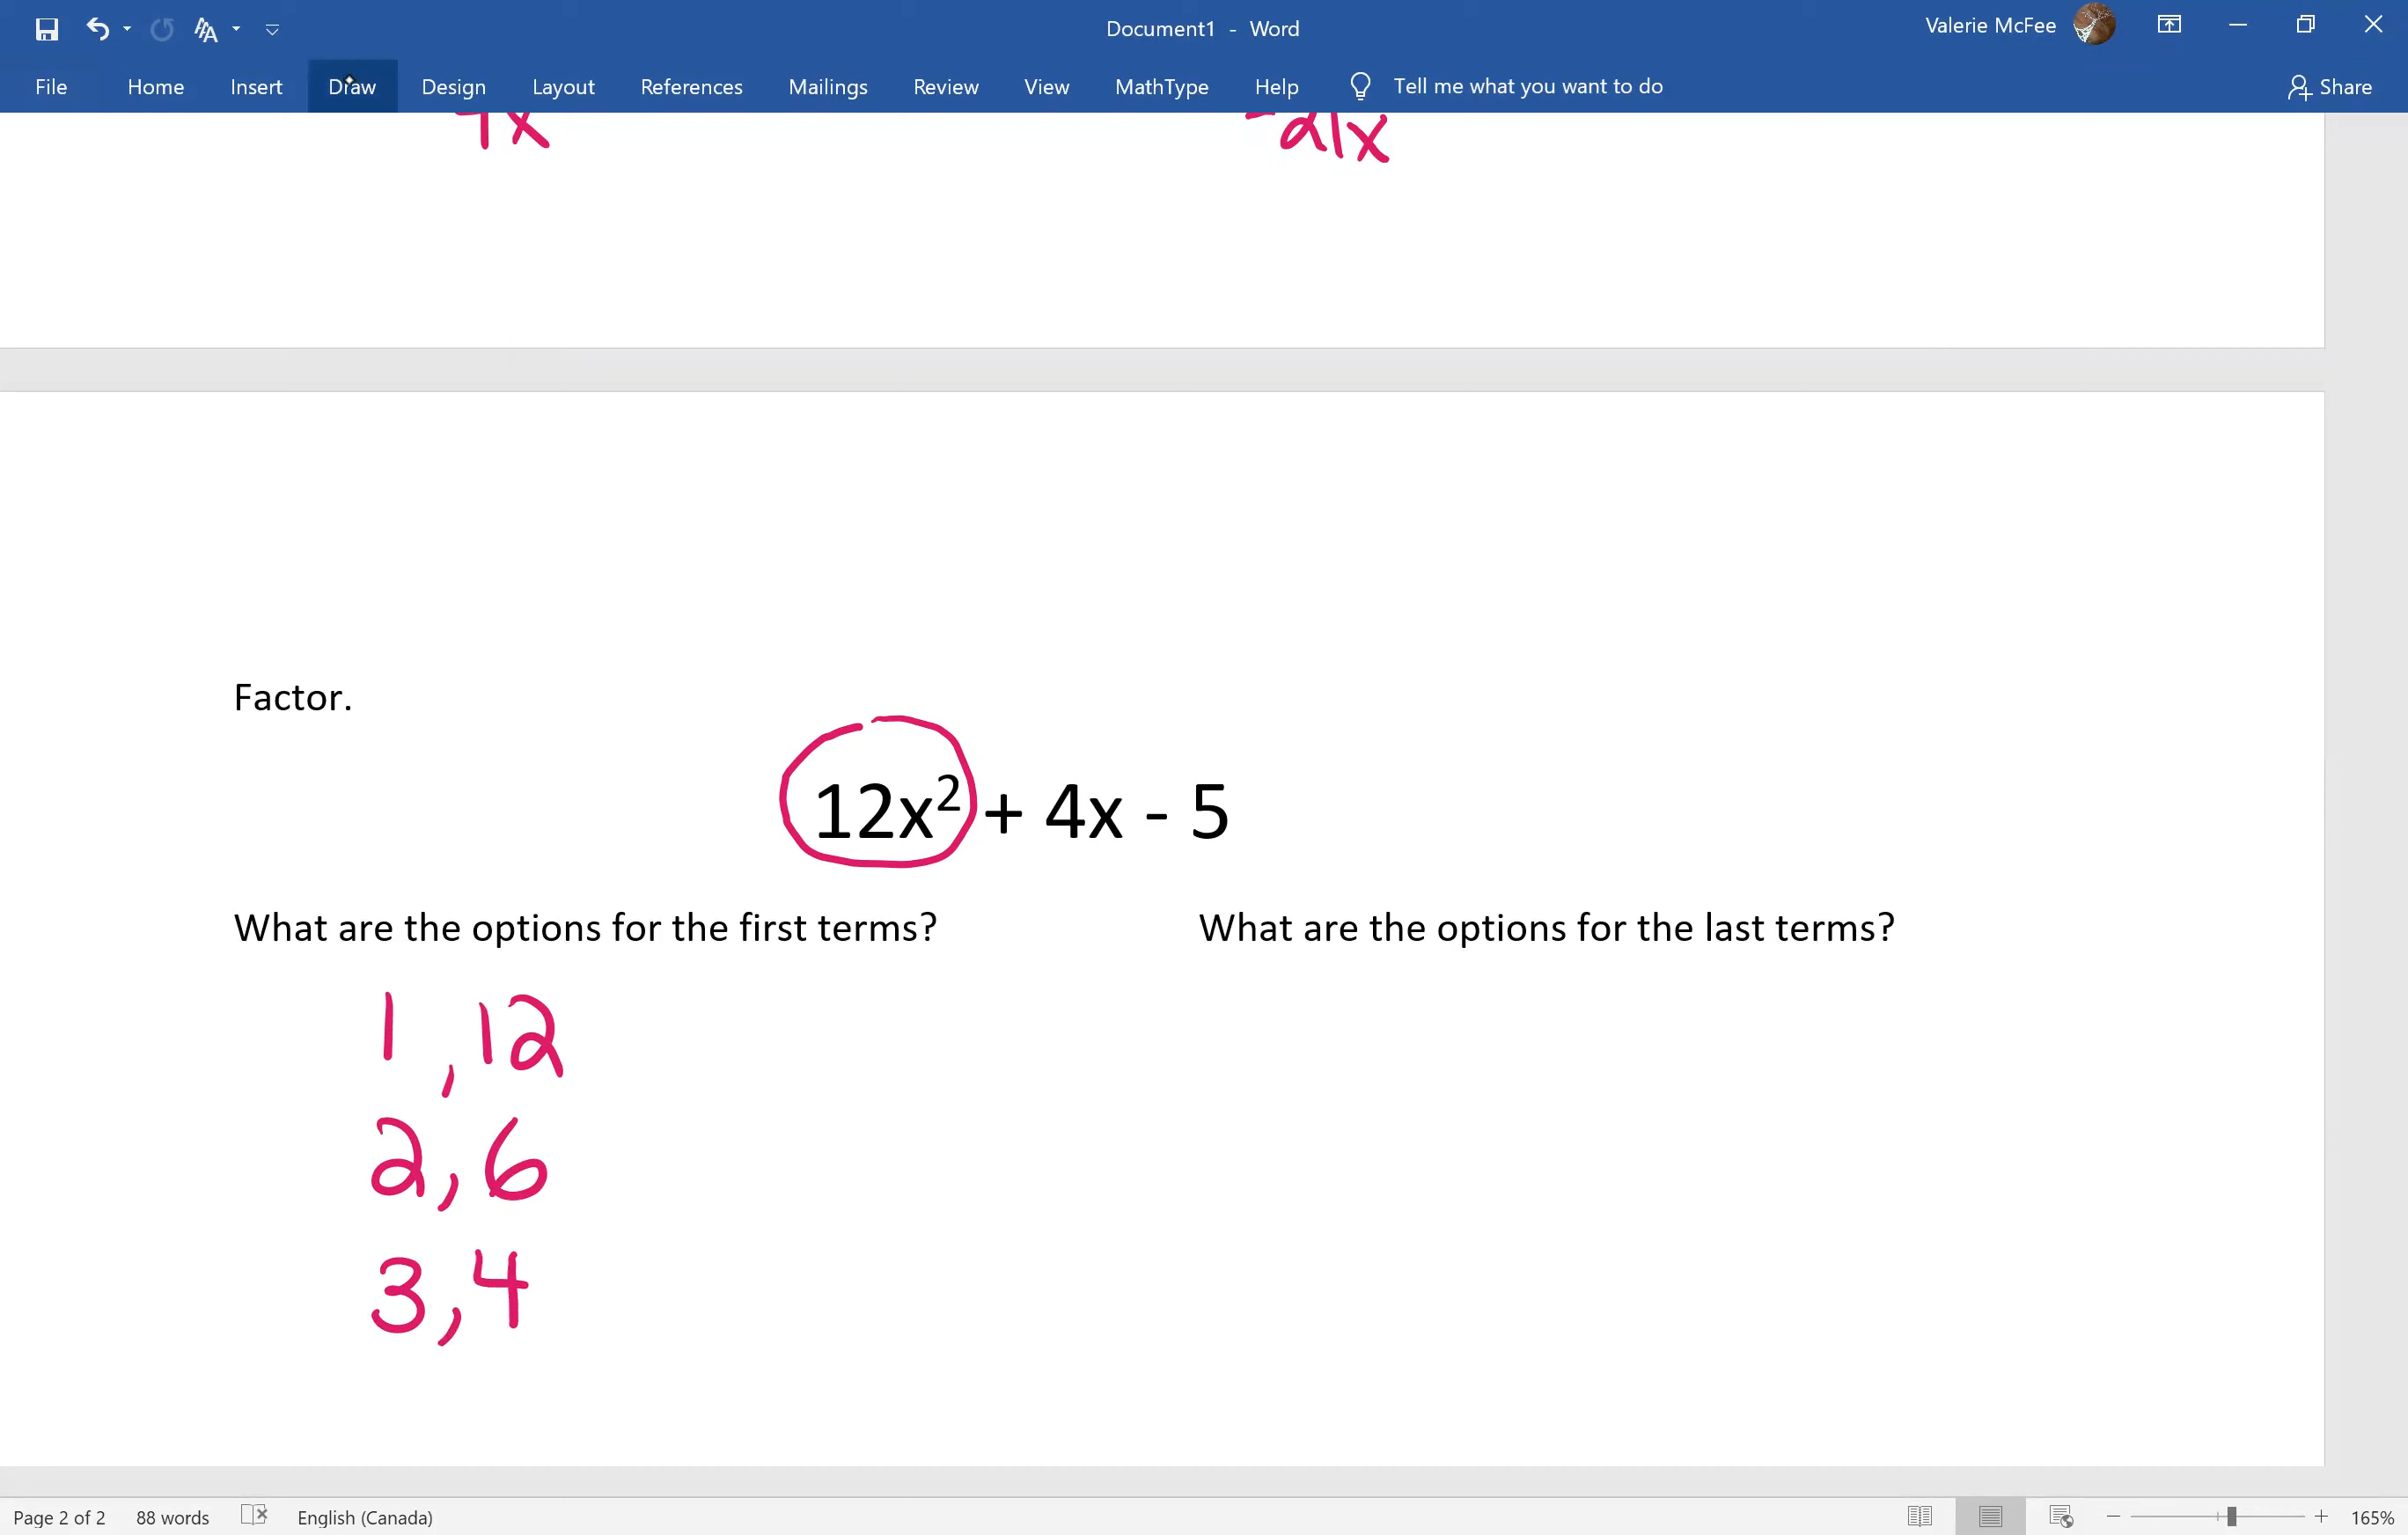 Document1 - Word
Valerie McFee
File Home Insert Draw Design Layout References Mailings Review View MathType Help Tell me what you want to do Share
4x -21x
Factor.
12x² + 4x - 5
What are the options for the first terms? What are the options for the last terms?
1, 12
2, 6
3, 4
Page 2 of 2 88 words English (Canada) 165%